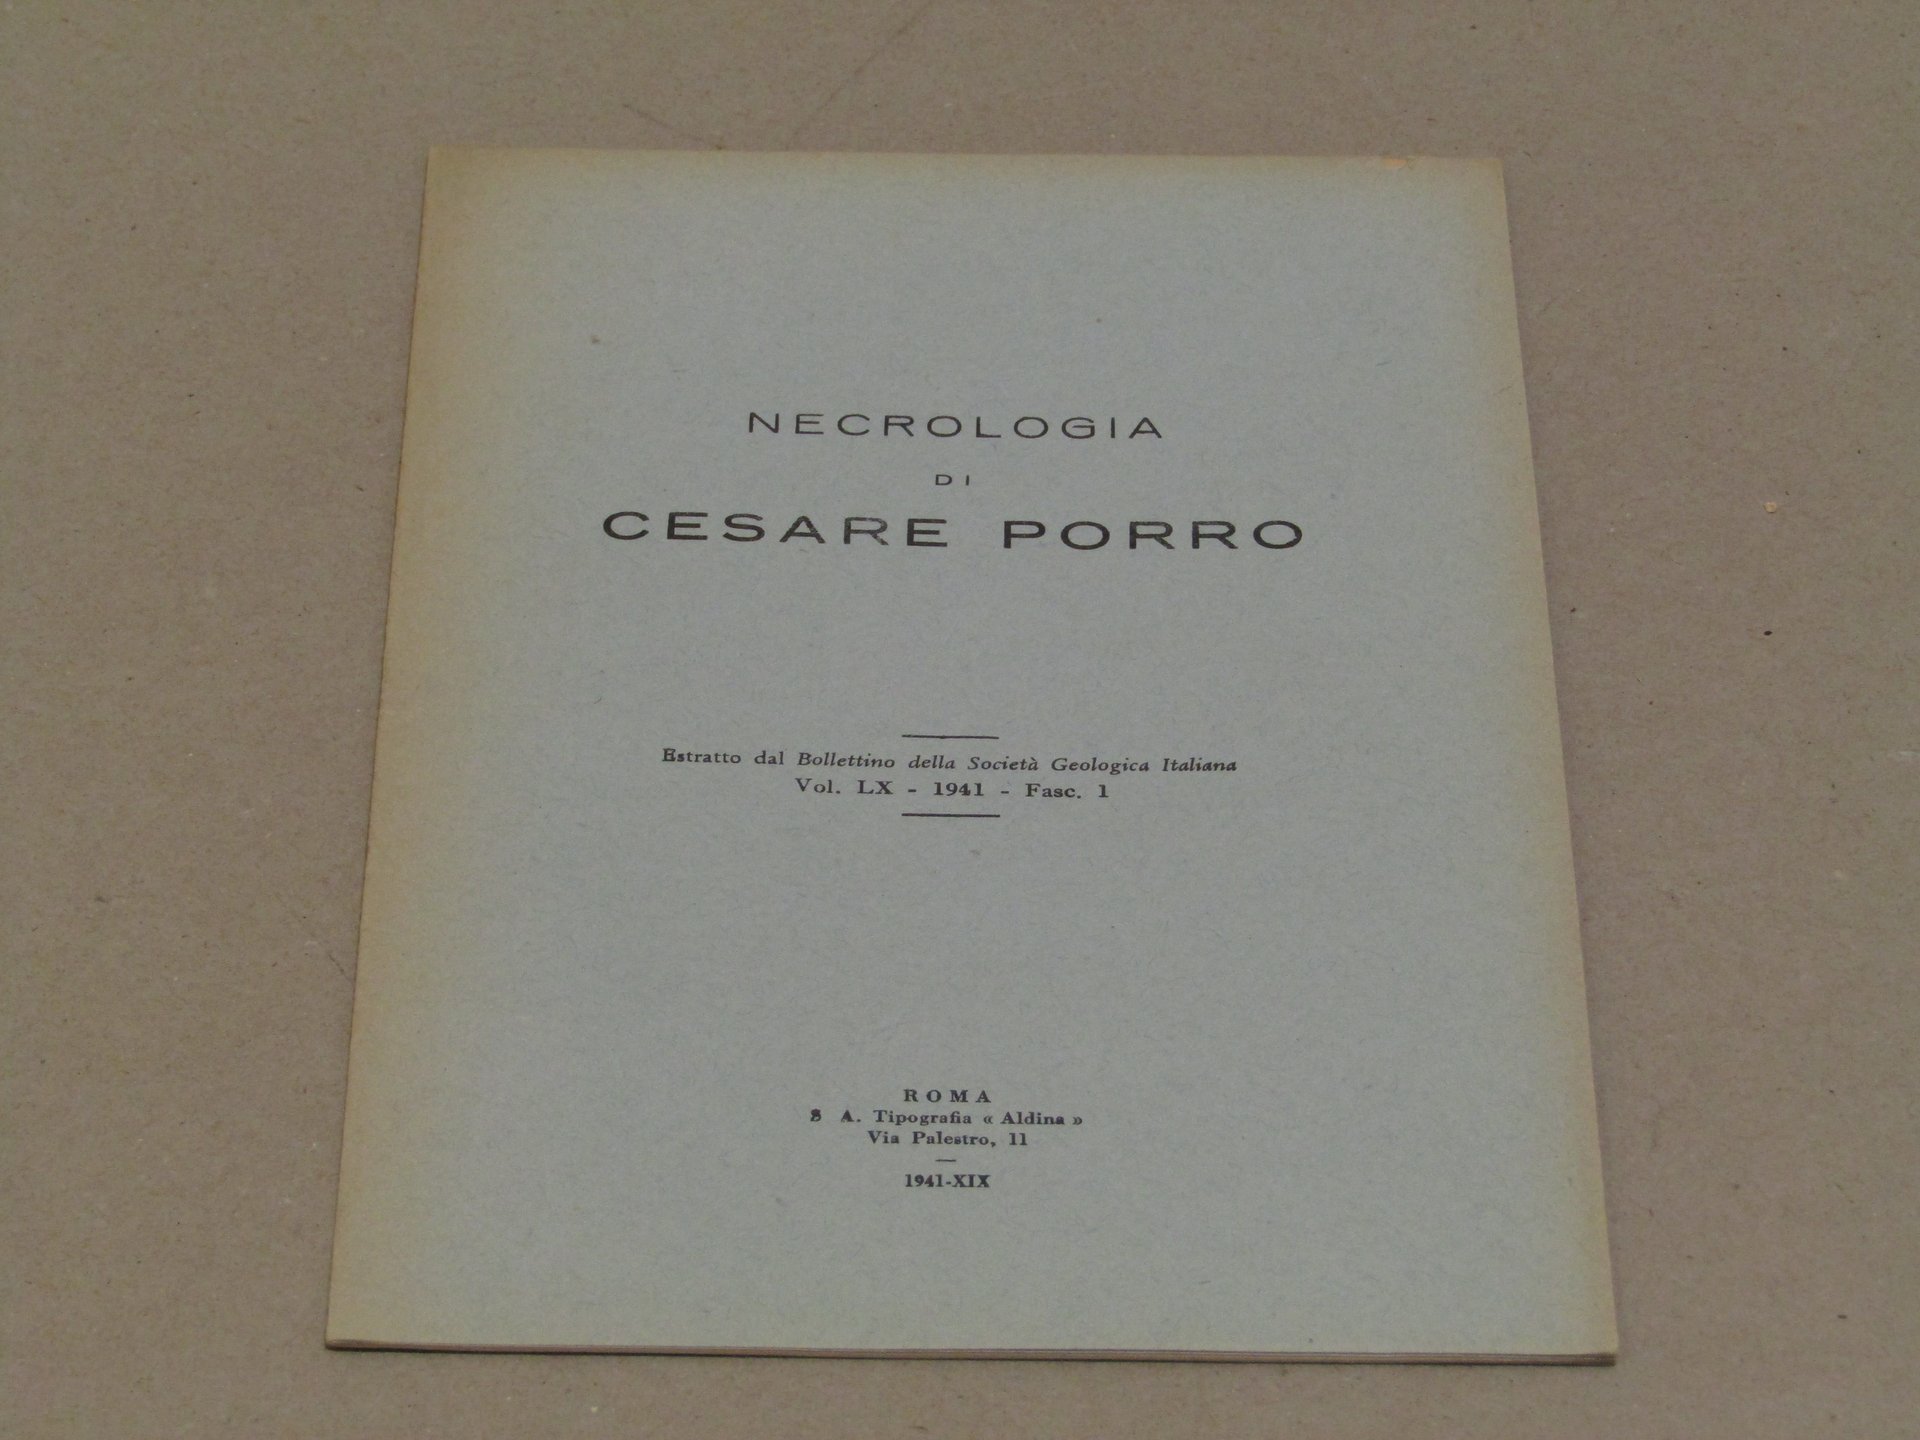 NECROLOGIA
DI
CESARE PORRO
Estratto dal Bollettino della Società Geologica Italiana
Vol. LX - 1941 - Fasc. 1
ROMA
S A. Tipografia « Aldina »
Via Palestro, 11
1941-XIX